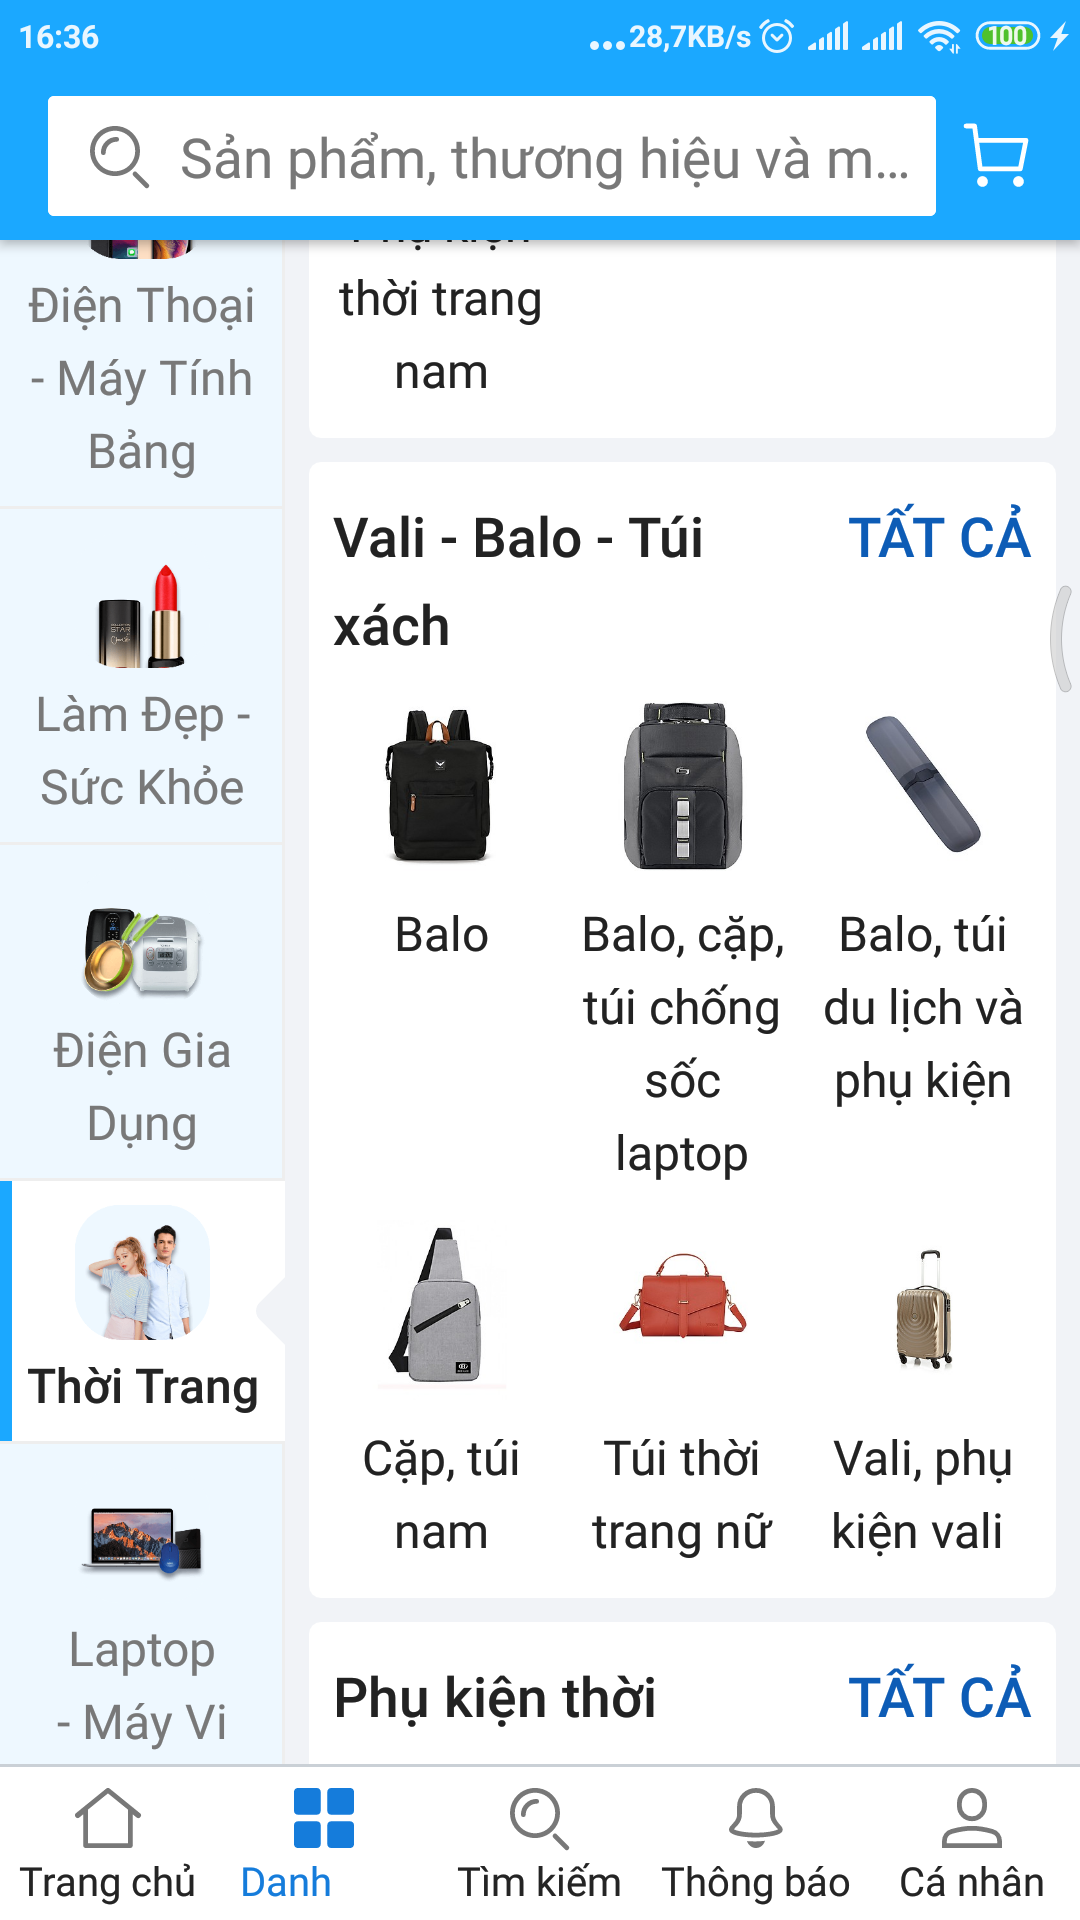 16:36
...28,7KB/s
100
Sản phẩm, thương hiệu và m...
Điện Thoại
- Máy Tính
Bảng
Làm Đẹp -
Sức Khỏe
Điện Gia
Dụng
Thời Trang
Laptop
- Máy Vi
Phụ kiện
thời trang
nam
Vali - Balo - Túi
xách
TẤT CẢ
Balo
Balo, cặp,
túi chống
sốc
laptop
Balo, túi
du lịch và
phụ kiện
Cặp, túi
nam
Túi thời
trang nữ
Vali, phụ
kiện vali
Phụ kiện thời
TẤT CẢ
Trang chủ
Danh
Tìm kiếm
Thông báo
Cá nhân